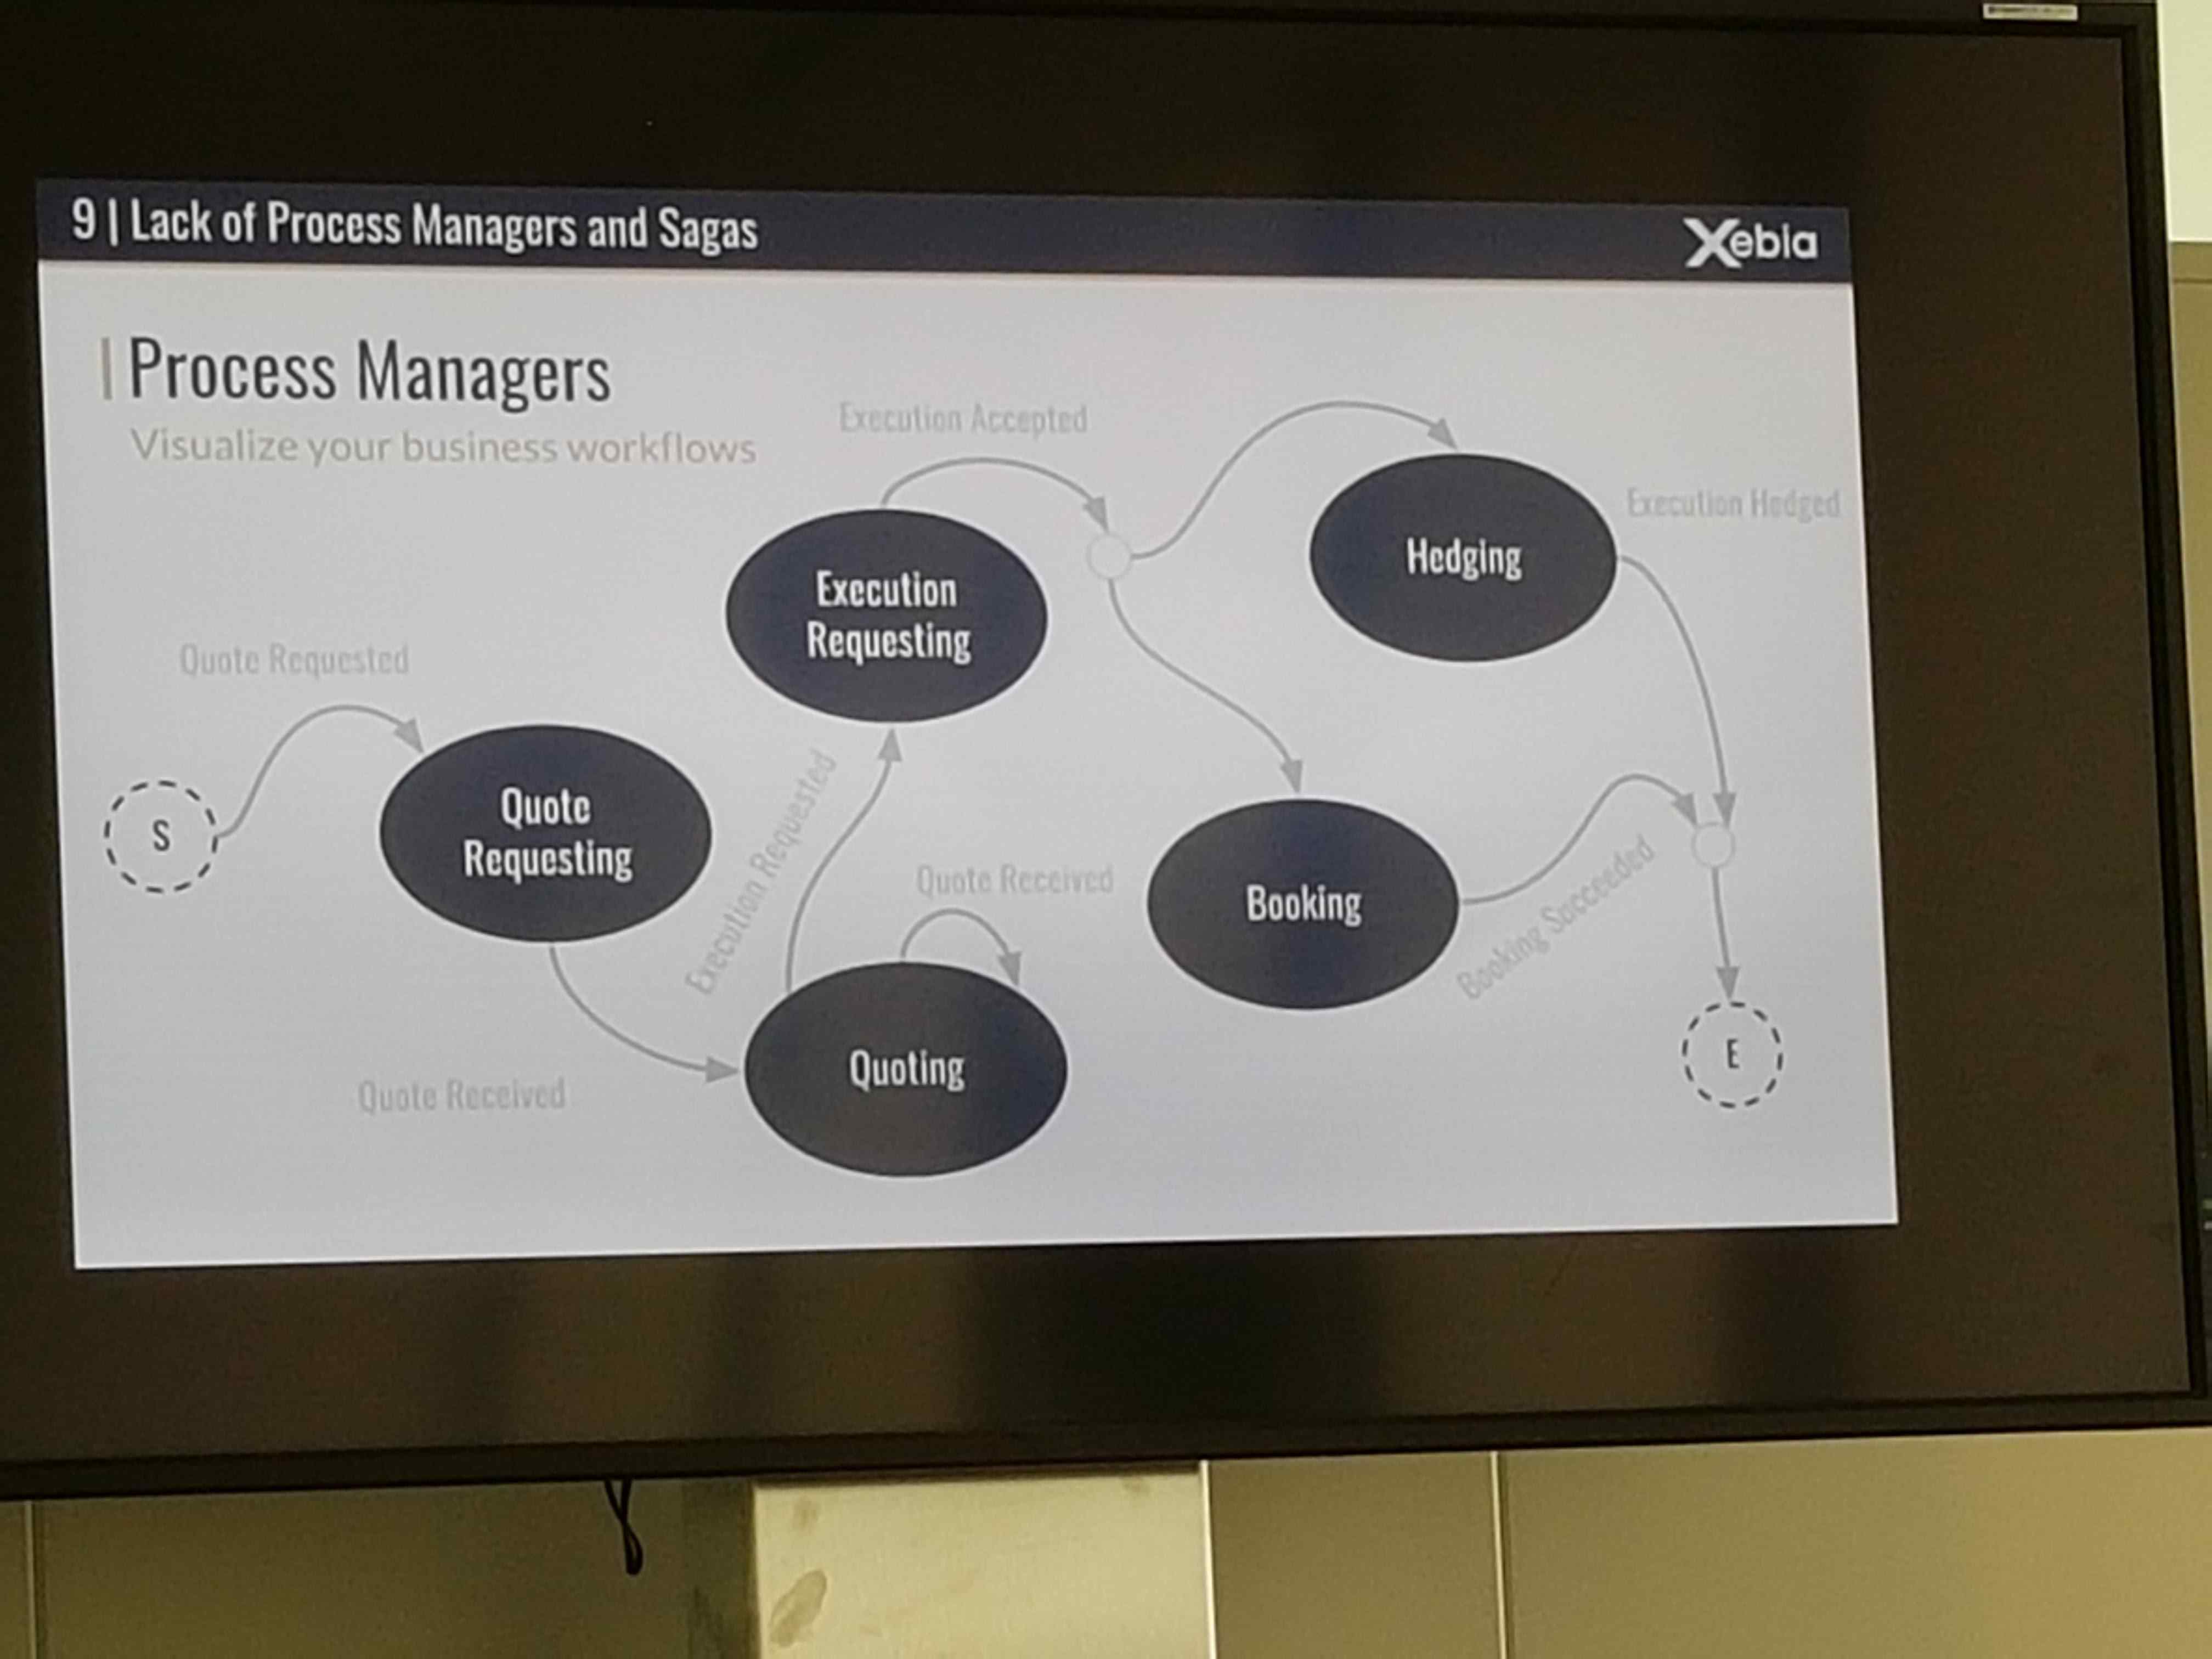 9 | Lack of Process Managers and Sagas
Xebia
Process Managers
Visualize your business workflows
Execution Accepted
Execution Hedged
Hedging
Execution
Requesting
Quote Requested
Quote
Requesting
S
Execution Requested
Quote Received
Booking
Booking Succeeded
Quoting
Quote Received
E